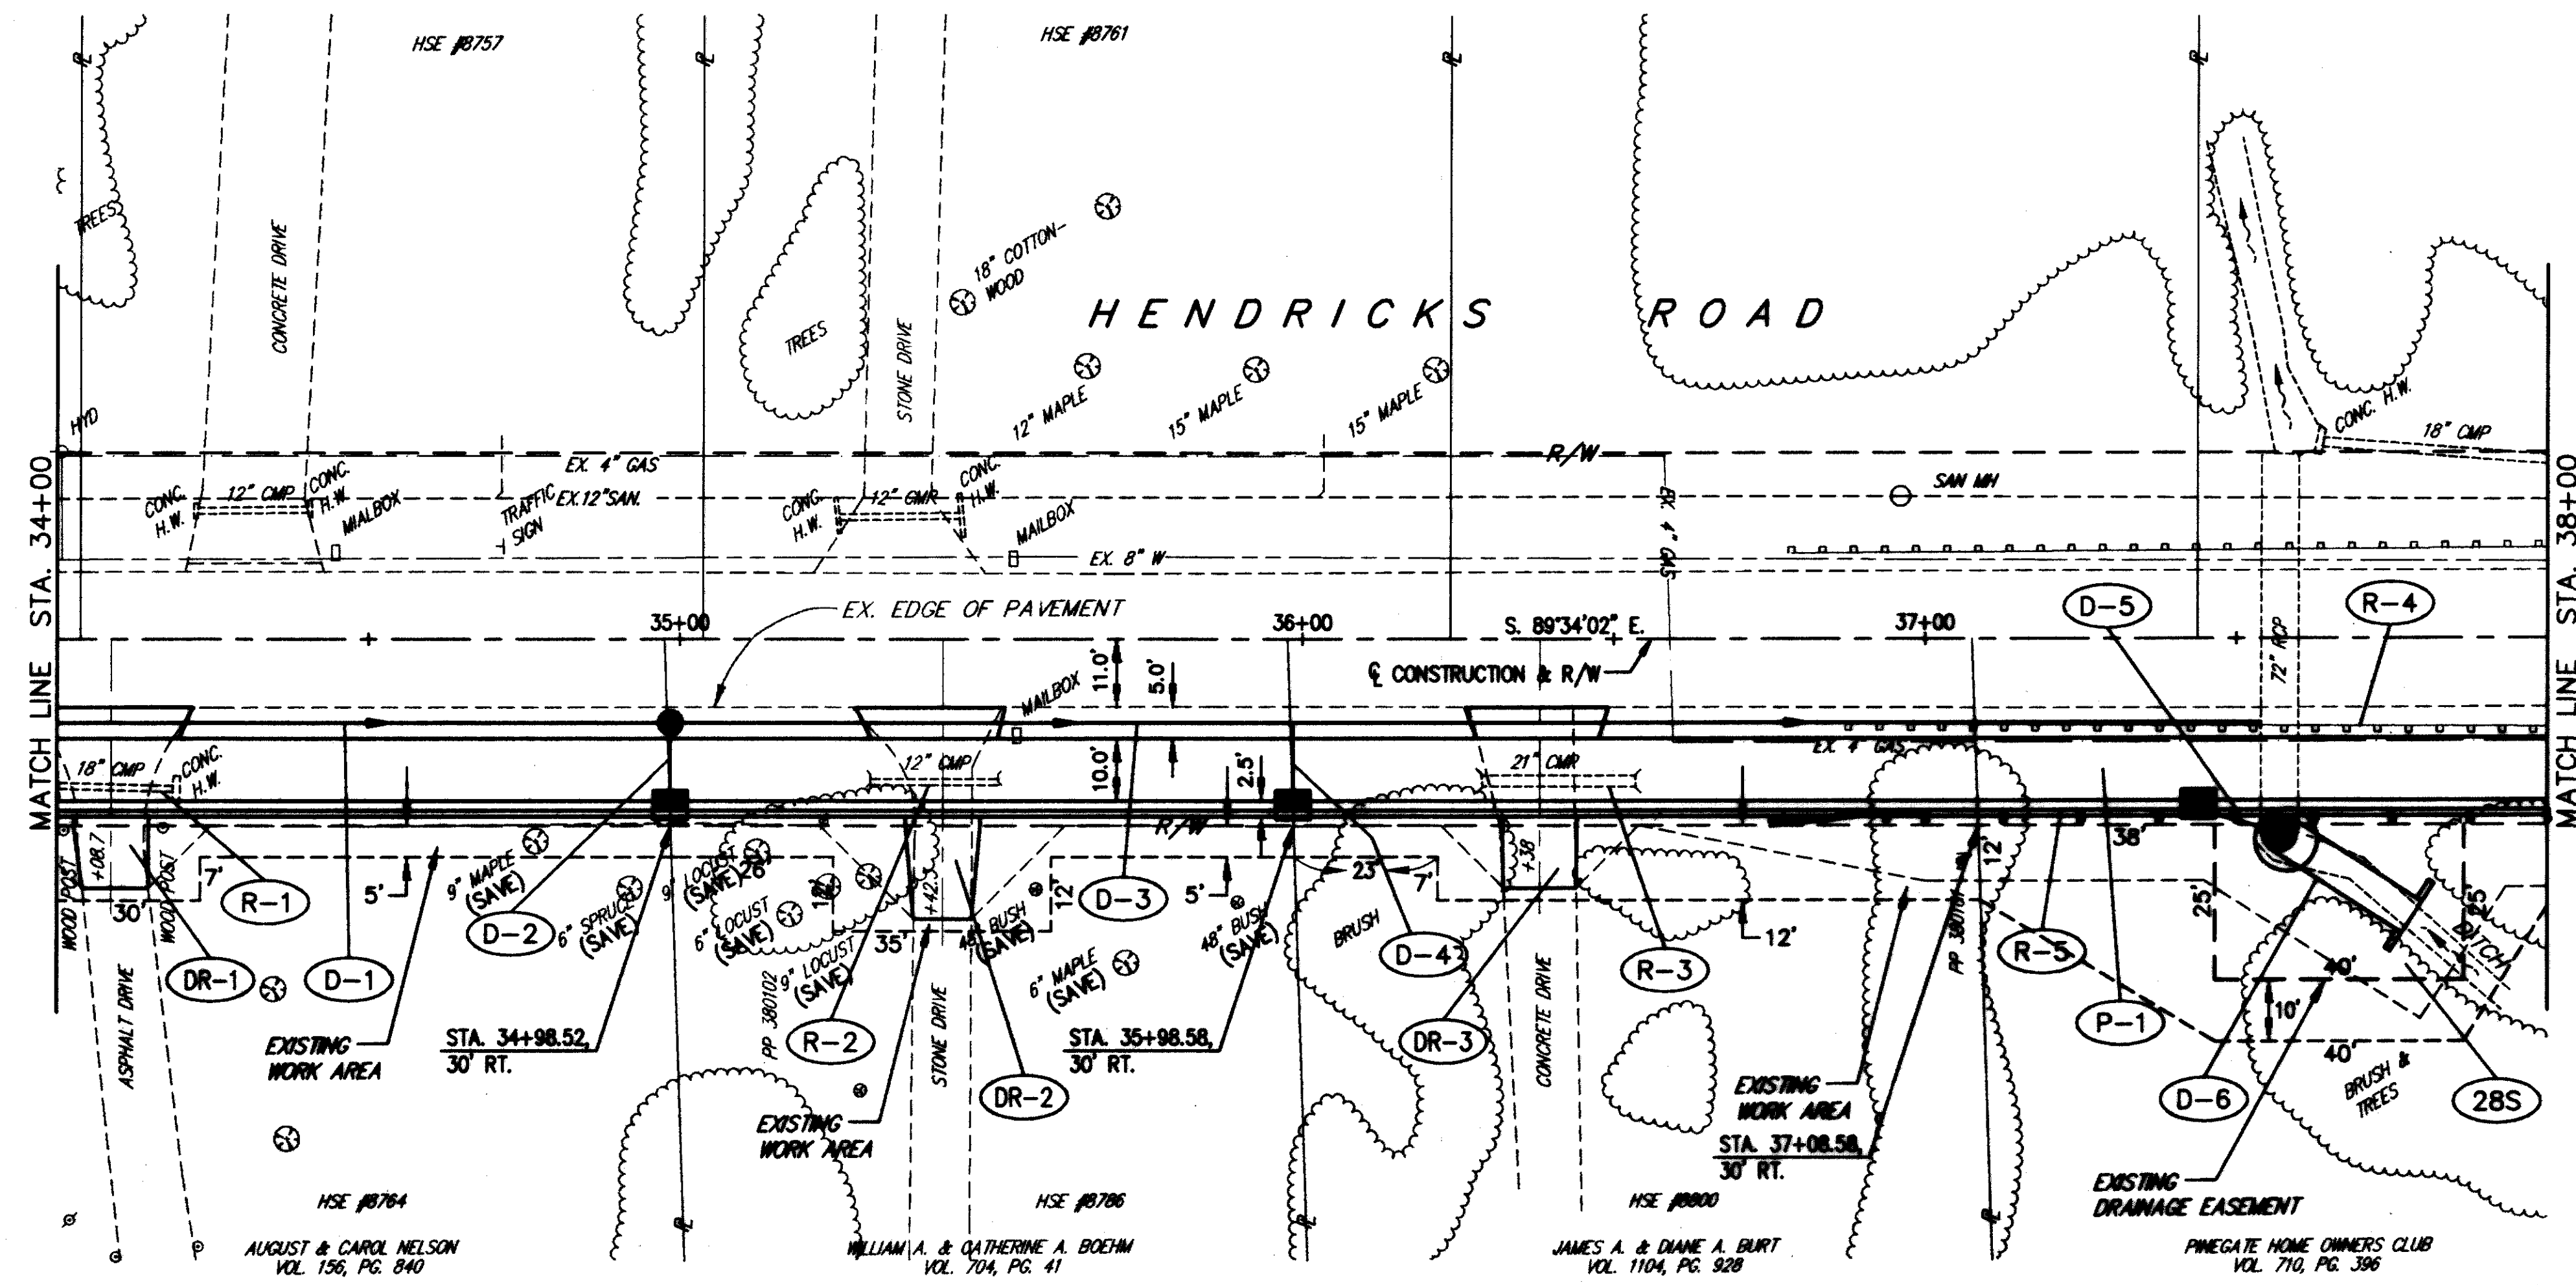 HSE #8757
HSE #8761
TREES
CONCRETE DRIVE
TREES
STONE DRIVE
18" COTTON-
WOOD
HENDRICKS ROAD
12" MAPLE
15" MAPLE
15" MAPLE
HYD
R/W
CONC. H.W.
18" CMP
EX. 4" GAS
CONC.
H.W.
12" CMP
CONC.
H.W.
MIALBOX
TRAFFIC
SIGN
EX.12"SAN.
CONC.
H.W.
12"
CONC.
H.W.
MAILBOX
EX. 4" GAS
SAN MH
EX. 8" W
MATCH LINE STA. 34+00
MATCH LINE STA. 38+00
EX. EDGE OF PAVEMENT
35+00
36+00
S. 89°34'02" E.
37+00
D-5
R-4
72" RCP
℄ CONSTRUCTION & R/W
11.0'
5.0'
MAILBOX
18" CMP
CONC.
H.W.
12" CMP
10.0'
2.5'
21"
EX. 4" GAS
R/W
38'
WOOD POST
+08.7
WOOD POST
7'
30'
R-1
5'
9" MAPLE
(SAVE)
D-2
6" SPRUCE
(SAVE)
9" LOCUST
(SAVE)
26'
6" LOCUST
(SAVE)
9" LOCUST
(SAVE)
+42.3
35'
48" BUSH
(SAVE)
12'
D-3
5'
48" BUSH
(SAVE)
6" MAPLE
(SAVE)
23'
7'
BRUSH
D-4
+38
12'
12'
R-3
R-5
25'
25'
DITCH
40'
10'
40'
DR-1
D-1
ASPHALT DRIVE
EXISTING
WORK AREA
STA. 34+98.52,
30' RT.
PP 380102
R-2
STONE DRIVE
DR-2
STA. 35+98.58,
30' RT.
DR-3
CONCRETE DRIVE
P-1
EXISTING
WORK AREA
EXISTING
WORK AREA
STA. 37+08.58,
30' RT.
D-6
BRUSH &
TREES
28S
EXISTING
DRAINAGE EASEMENT
HSE #8764
HSE #8786
HSE #8800
AUGUST & CAROL NELSON
VOL. 156, PG. 840
WILLIAM A. & CATHERINE A. BOEHM
VOL. 704, PG. 41
JAMES A. & DIANE A. BURT
VOL. 1104, PG. 928
PINEGATE HOME OWNERS CLUB
VOL. 710, PG. 396